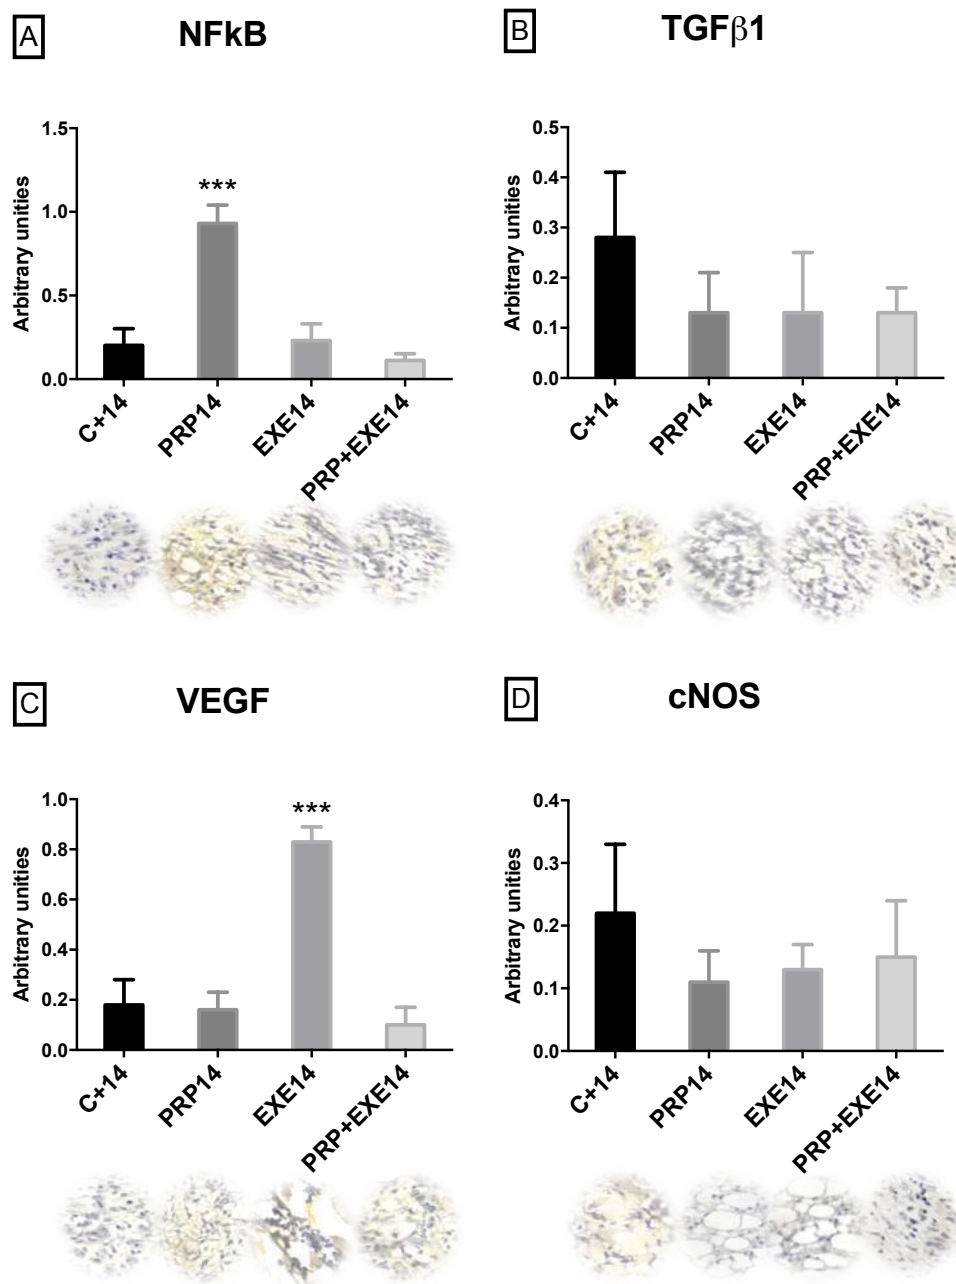 A
NFkB
Arbitrary unities
1.5
1.0
0.5
0.0
***
C+14
PRP14
EXE14
PRP+EXE14
B
TGFβ1
Arbitrary unities
0.5
0.4
0.3
0.2
0.1
0.0
C+14
PRP14
EXE14
PRP+EXE14
C
VEGF
Arbitrary unities
1.0
0.8
0.6
0.4
0.2
0.0
***
C+14
PRP14
EXE14
PRP+EXE14
D
cNOS
Arbitrary unities
0.4
0.3
0.2
0.1
0.0
C+14
PRP14
EXE14
PRP+EXE14